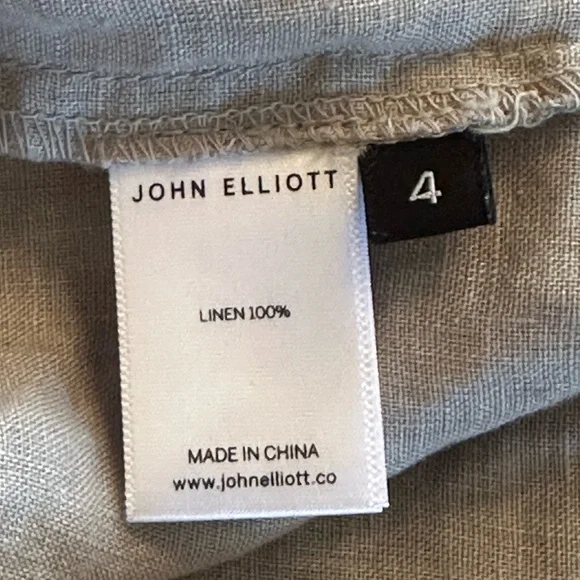 JOHN ELLIOTT
4
LINEN 100%
MADE IN CHINA
www.johnelliott.co